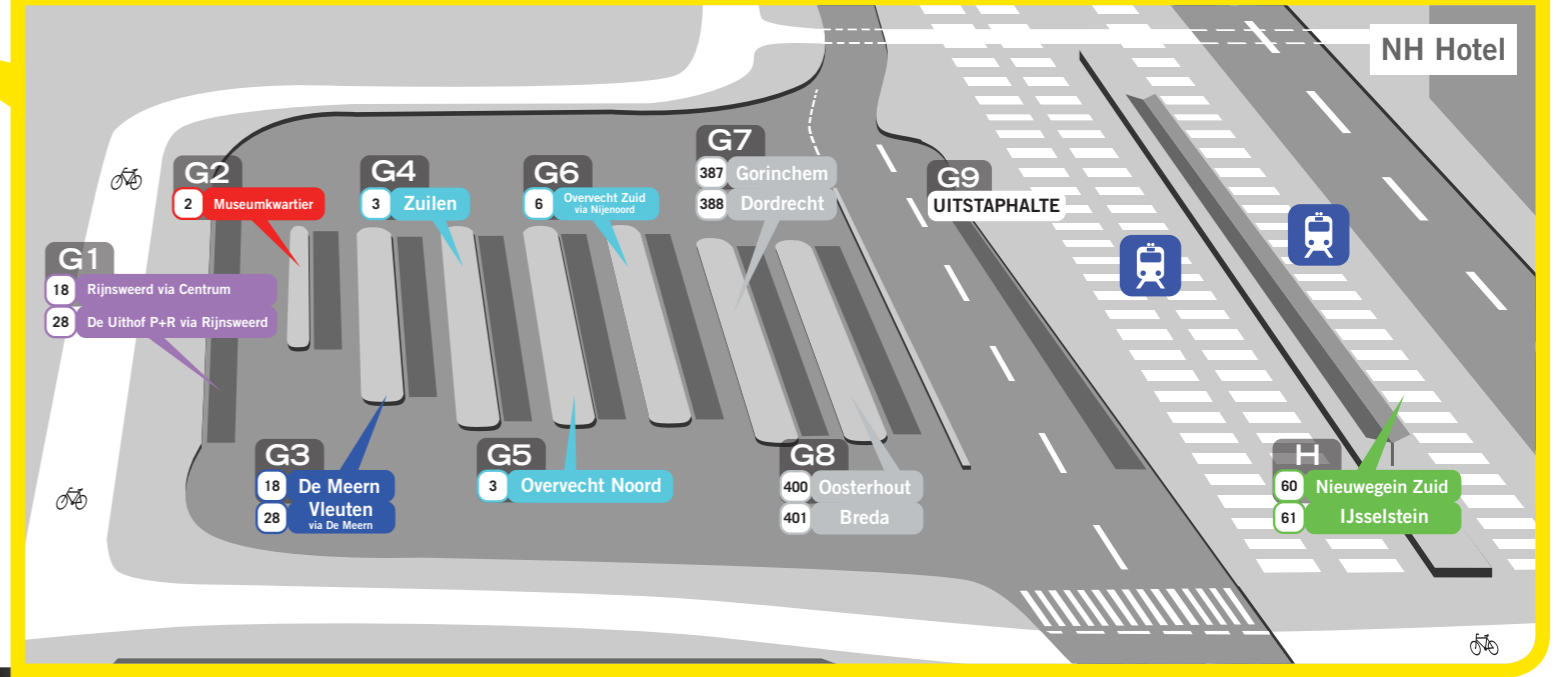 NH Hotel
G1
18 Rijnsweerd via Centrum
28 De Uithof P+R via Rijnsweerd
G2
2 Museumkwartier
G3
18 De Meern
28 Vleuten
via De Meern
G4
3 Zuilen
G5
3 Overvecht Noord
G6
6 Overvecht Zuid
via Nijenoord
G7
387 Gorinchem
388 Dordrecht
G8
400 Oosterhout
401 Breda
G9
UITSTAPHALTE
H
60 Nieuwegein Zuid
61 IJsselstein